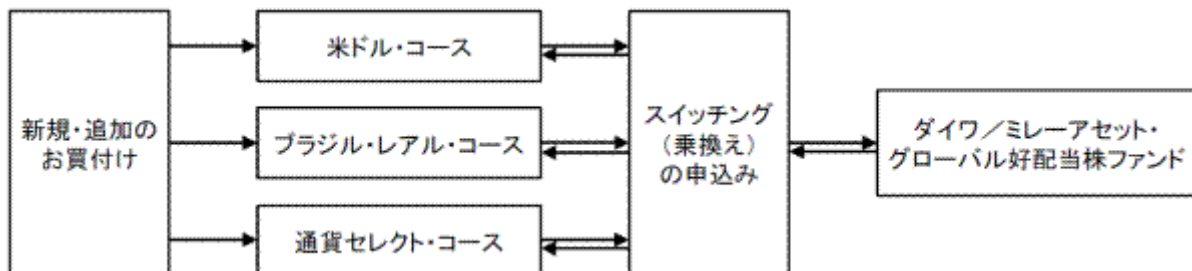 新規・追加の
お買付け
米ドル・コース
ブラジル・レアル・コース
通貨セレクト・コース
スイッチング
(乗換え)
の申込み
ダイワ/ミレーアセット・
グローバル好配当株ファンド